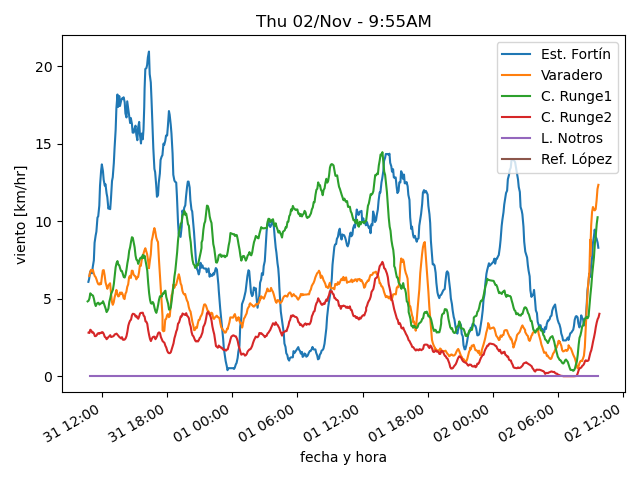 Thu 02/Nov - 9:55AM
Est. Fortín
Varadero
C. Runge1
C. Runge2
L. Notros
Ref. López
viento [km/hr]
20
15
10
5
0
31 12:00
31 18:00
01 00:00
01 06:00
01 12:00
01 18:00
02 00:00
02 06:00
02 12:00
fecha y hora